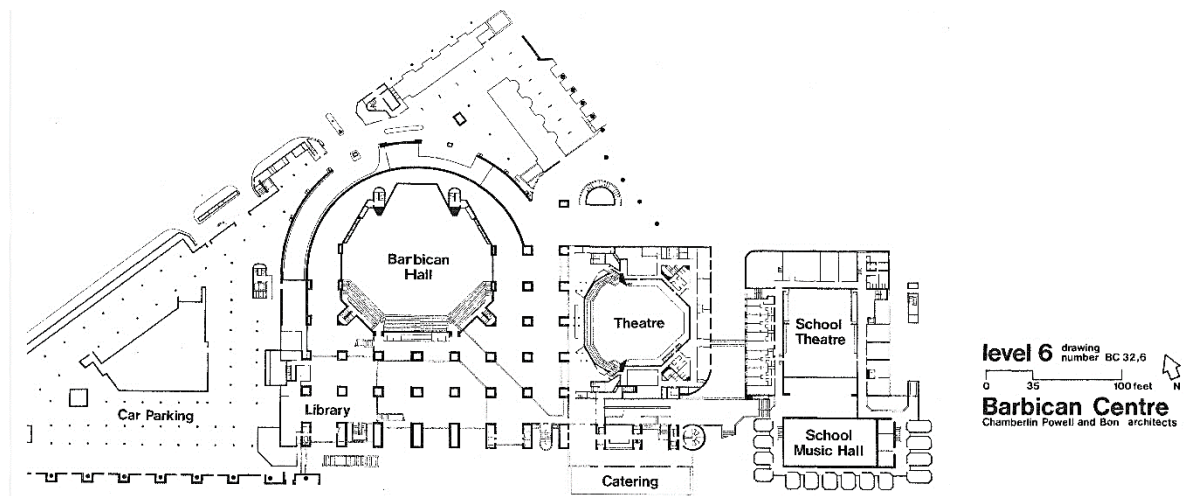 Barbican
Hall
Theatre
School
Theatre
Car Parking
Library
School
Music Hall
Catering
level 6 drawing
number BC 32,6
0 35 100 feet N
Barbican Centre
Chamberlin Powell and Bon architects